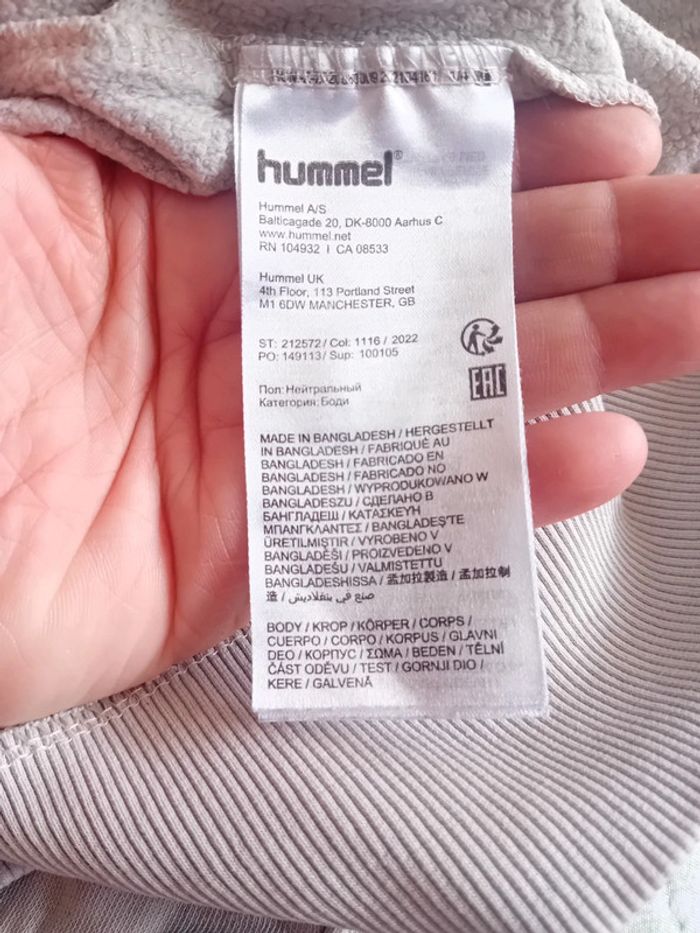 hummel®
Hummel A/S
Balticagade 20, DK-8000 Aarhus C
www.hummel.net
RN 104932 I CA 08533
Hummel UK
4th Floor, 113 Portland Street
M1 6DW MANCHESTER, GB
ST: 212572 / Col: 1116 / 2022
PO: 149113 / Sup: 100105
EAC
Пол: Нейтральный
Категория: Боди
MADE IN BANGLADESH / HERGESTELLT
IN BANGLADESH / FABRIQUÉ AU
BANGLADESH / FABRICADO EN
BANGLADESH / FABRICADO NO
BANGLADESH / WYPRODUKOWANO W
BANGLADESZU / СДЕЛАНО В
БАНГЛАДЕШ / ΚΑΤΑΣΚΕΥΗ
ΜΠΑΝΓΚΛΑΝΤΕΣ / BANGLADEŞ'TE
ÜRETILMIŞTIR / VYROBENO V
BANGLADÉŠI / PROIZVEDENO V
BANGLADEŠU / VALMISTETTU
BANGLADESHISSA / 孟加拉製造 / 孟加拉制
造 / صنع في بنغلاديش
BODY / KROP / KÖRPER / CORPS /
CUERPO / CORPO / KORPUS / GLAVNI
DEO / КОРПУС / ΣΩΜΑ / BEDEN / TĚLNÍ
ČÁST ODĚVU / TEST / GORNJI DIO /
KERE / GALVENĀ